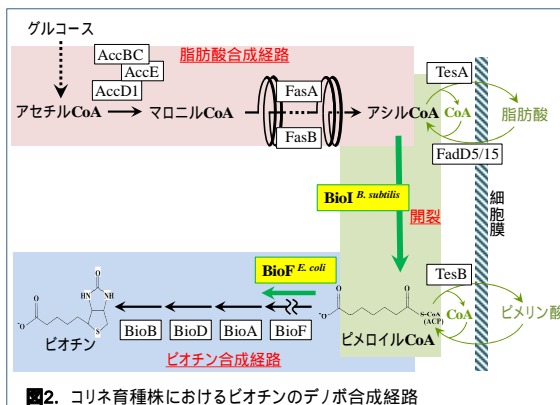 グルコース
AccBC
AccE
AccD1
脂肪酸合成経路
アセチルCoA
マロニルCoA
FasA
FasB
アシルCoA
TesA
CoA
脂肪酸
FadD5/15
細胞膜
BioI B. subtilis
開裂
BioF E. coli
TesB
O
HN
NH
S
O
-O
ビオチン
BioB
BioD
BioA
BioF
O
-O
O
S-CoA
(ACP)
CoA
ピメリン酸
ピメロイルCoA
ビオチン合成経路
図2. コリネ育種株におけるビオチンのデノボ合成経路